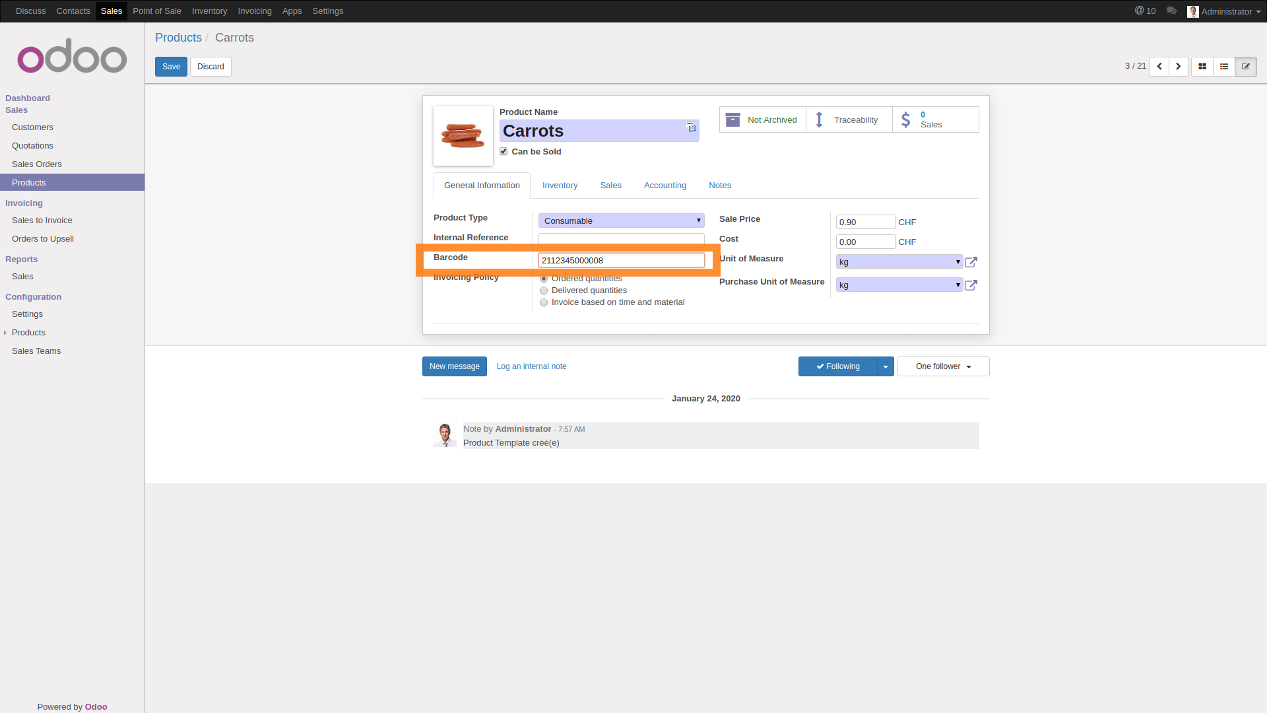 Discuss Contacts Sales Point of Sale Inventory Invoicing Apps Settings @ 10 Administrator
odoo
Products / Carrots
Save Discard 3 / 21
Dashboard
Sales
Customers
Quotations
Sales Orders
Products
Invoicing
Sales to Invoice
Orders to Upsell
Reports
Sales
Configuration
Settings
Products
Sales Teams
Powered by Odoo
Product Name
Carrots
Can be Sold
Not Archived
Traceability
$ 0
Sales
General Information Inventory Sales Accounting Notes
Product Type Consumable
Internal Reference
Barcode 2112345000008
Invoicing Policy Ordered quantities
Delivered quantities
Invoice based on time and material
Sale Price 0.90 CHF
Cost 0.00 CHF
Unit of Measure kg
Purchase Unit of Measure kg
New message Log an internal note Following One follower
January 24, 2020
Note by Administrator - 7:57 AM
Product Template créé(e)